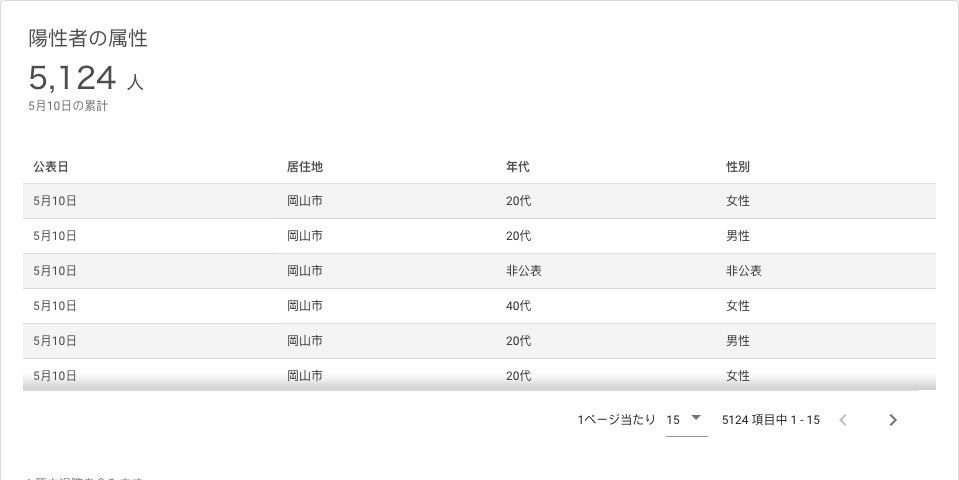 陽性者の属性
5,124 人
5月10日の累計
公表日 居住地 年代 性別
5月10日 岡山市 20代 女性
5月10日 岡山市 20代 男性
5月10日 岡山市 非公表 非公表
5月10日 岡山市 40代 女性
5月10日 岡山市 20代 男性
5月10日 岡山市 20代 女性
1ページ当たり 15 5124 項目中 1 - 15